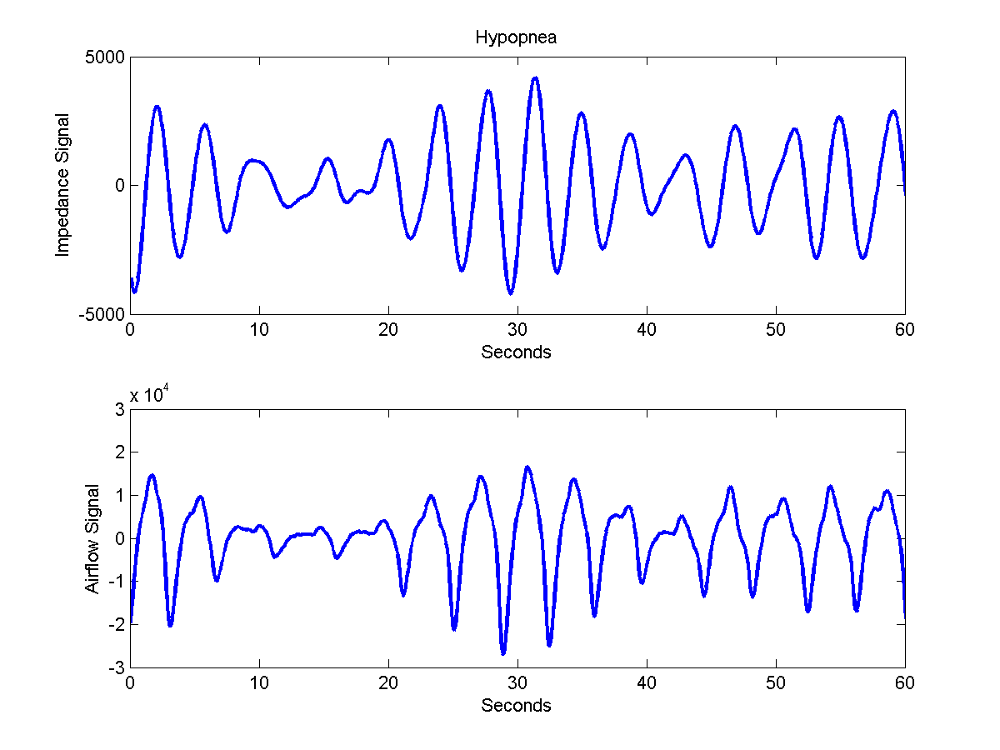 Hypopnea
5000
0
-5000
Impedance Signal
0 10 20 30 40 50 60
Seconds
x 10^4
3
2
1
0
-1
-2
-3
Airflow Signal
0 10 20 30 40 50 60
Seconds